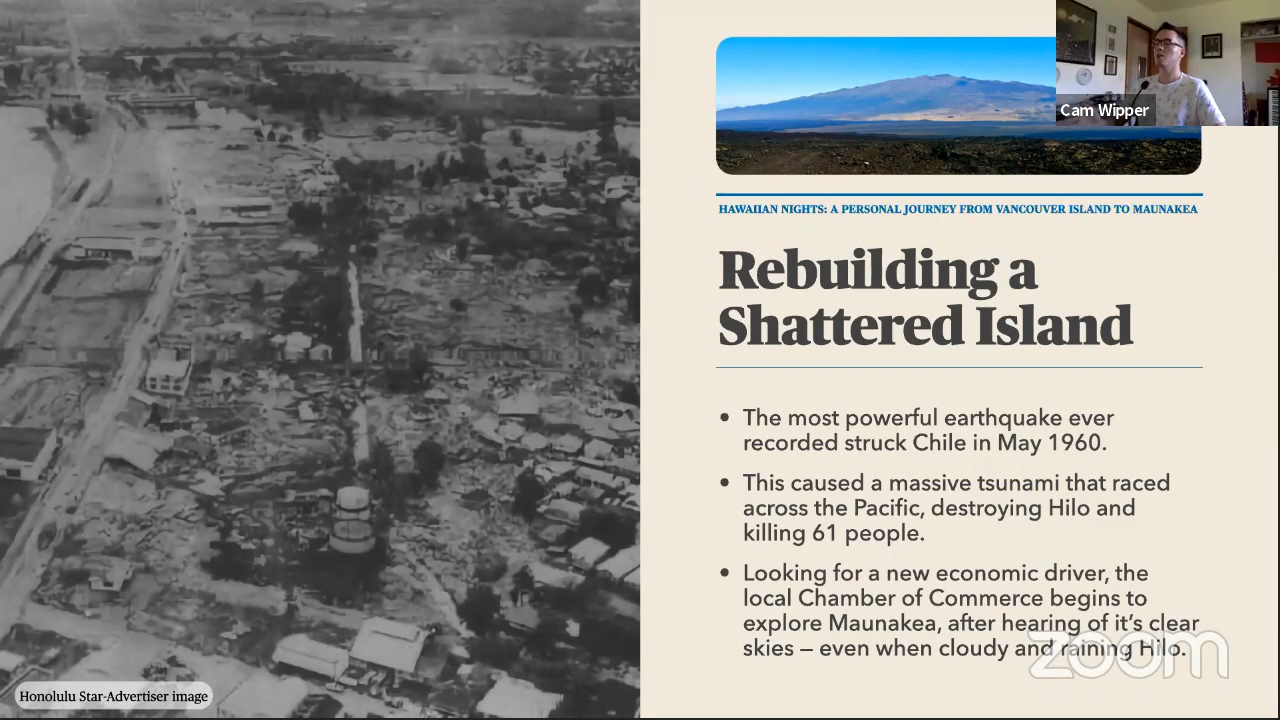 Cam Wipper
HAWAIIAN NIGHTS: A PERSONAL JOURNEY FROM VANCOUVER ISLAND TO MAUNAKEA
Rebuilding a
Shattered Island
• The most powerful earthquake ever
recorded struck Chile in May 1960.
• This caused a massive tsunami that raced
across the Pacific, destroying Hilo and
killing 61 people.
• Looking for a new economic driver, the
local Chamber of Commerce begins to
explore Maunakea, after hearing of it’s clear
skies – even when cloudy and raining Hilo.
zoom
Honolulu Star-Advertiser image